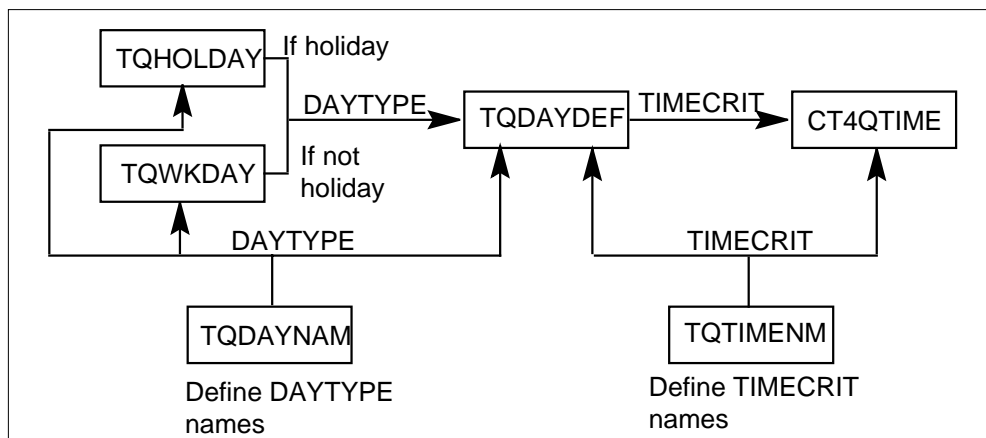 TQHOLDAY
If holiday
DAYTYPE
TQDAYDEF
TIMECRIT
CT4QTIME
TQWKDAY
If not
holiday
DAYTYPE
TIMECRIT
TQDAYNAM
TQTIMENM
Define DAYTYPE
names
Define TIMECRIT
names